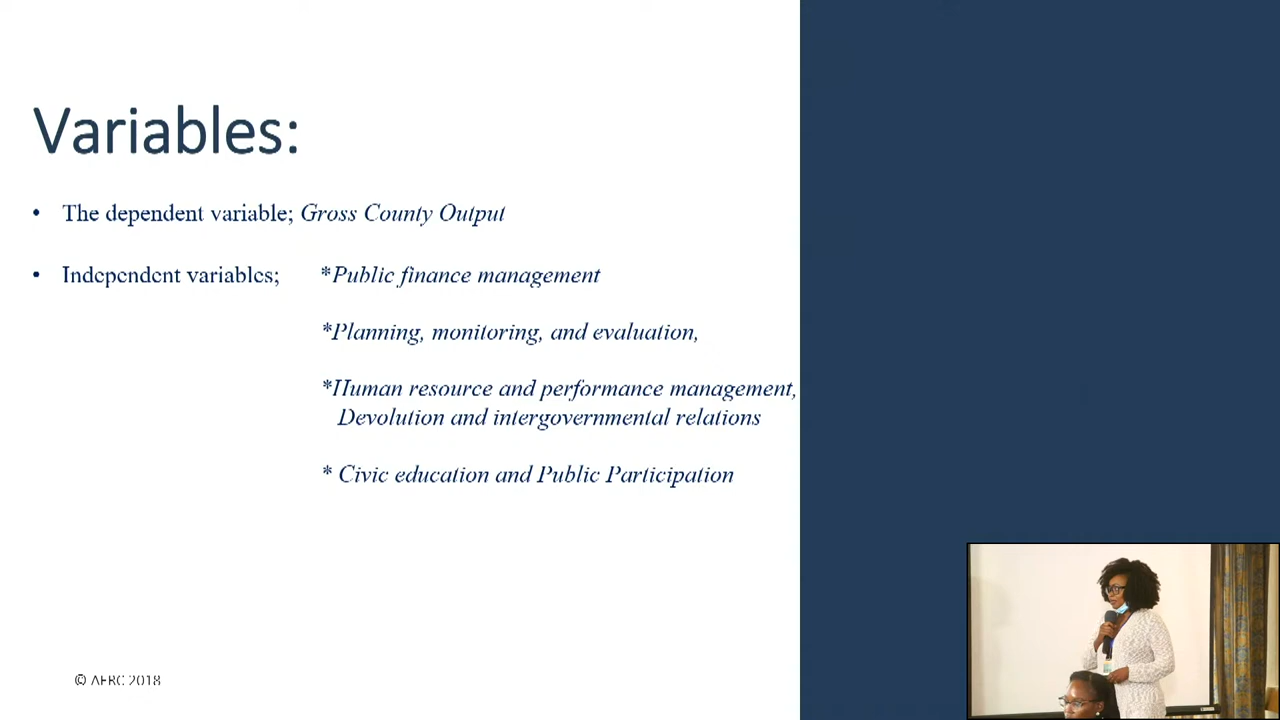 Variables:
• The dependent variable; Gross County Output
• Independent variables; *Public finance management
*Planning, monitoring, and evaluation,
*Human resource and performance management,
Devolution and intergovernmental relations
* Civic education and Public Participation
© AERC 2018